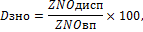 Dзно = ZNOдисп / ZNOвп × 100,